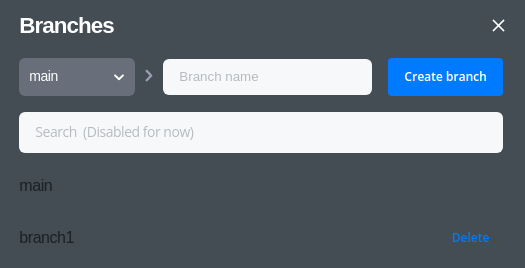 Branches
main
Branch name
Create branch
Search (Disabled for now)
main
branch1
Delete